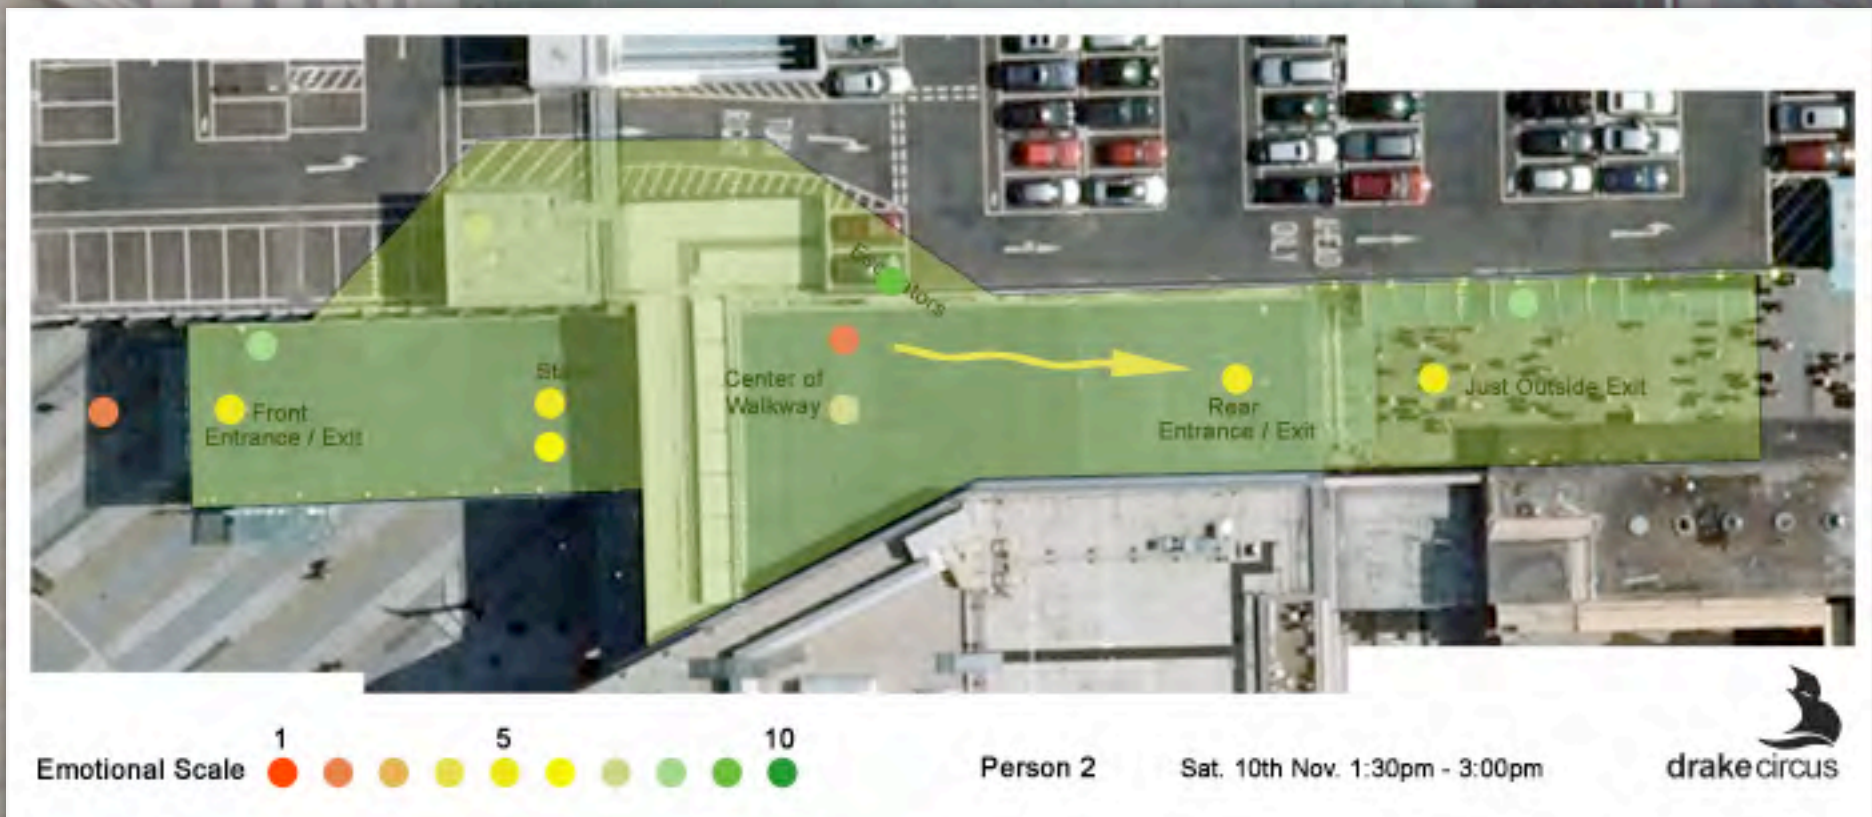 Escalators
Center of
Walkway
Front
Entrance / Exit
Rear
Entrance / Exit
Just Outside Exit
1
5
10
Emotional Scale
Person 2
Sat. 10th Nov. 1:30pm - 3:00pm
drakecircus